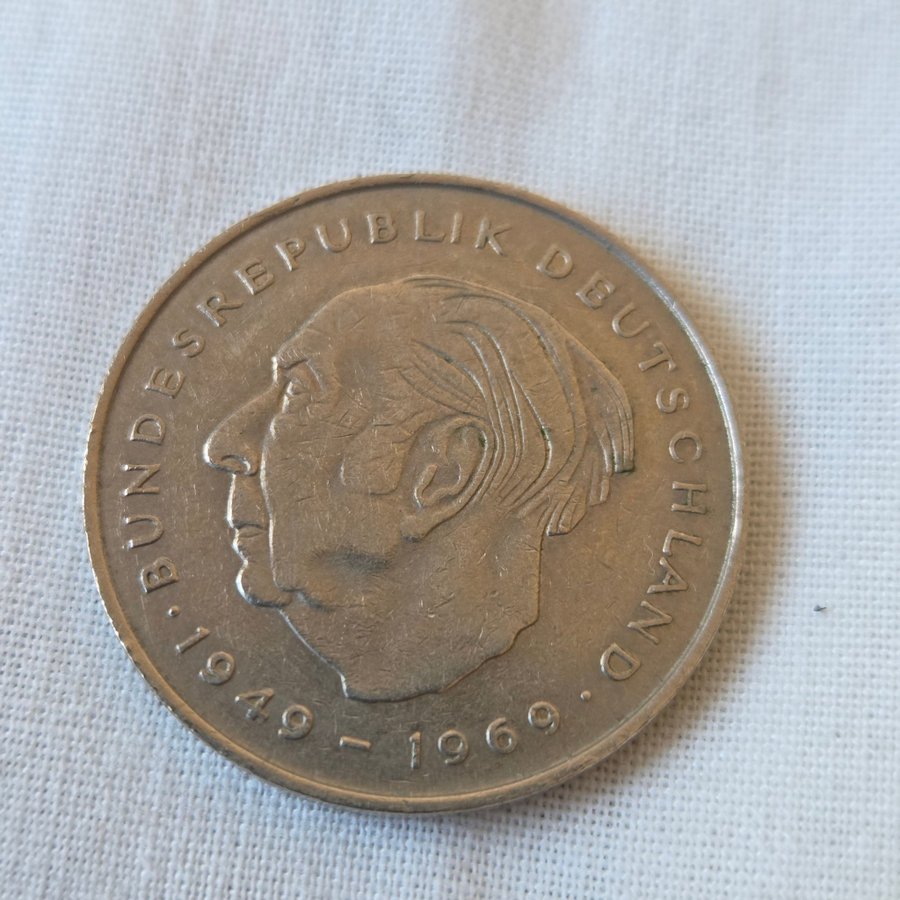 BUNDESREPUBLIK DEUTSCHLAND
· 1949 – 1969 ·